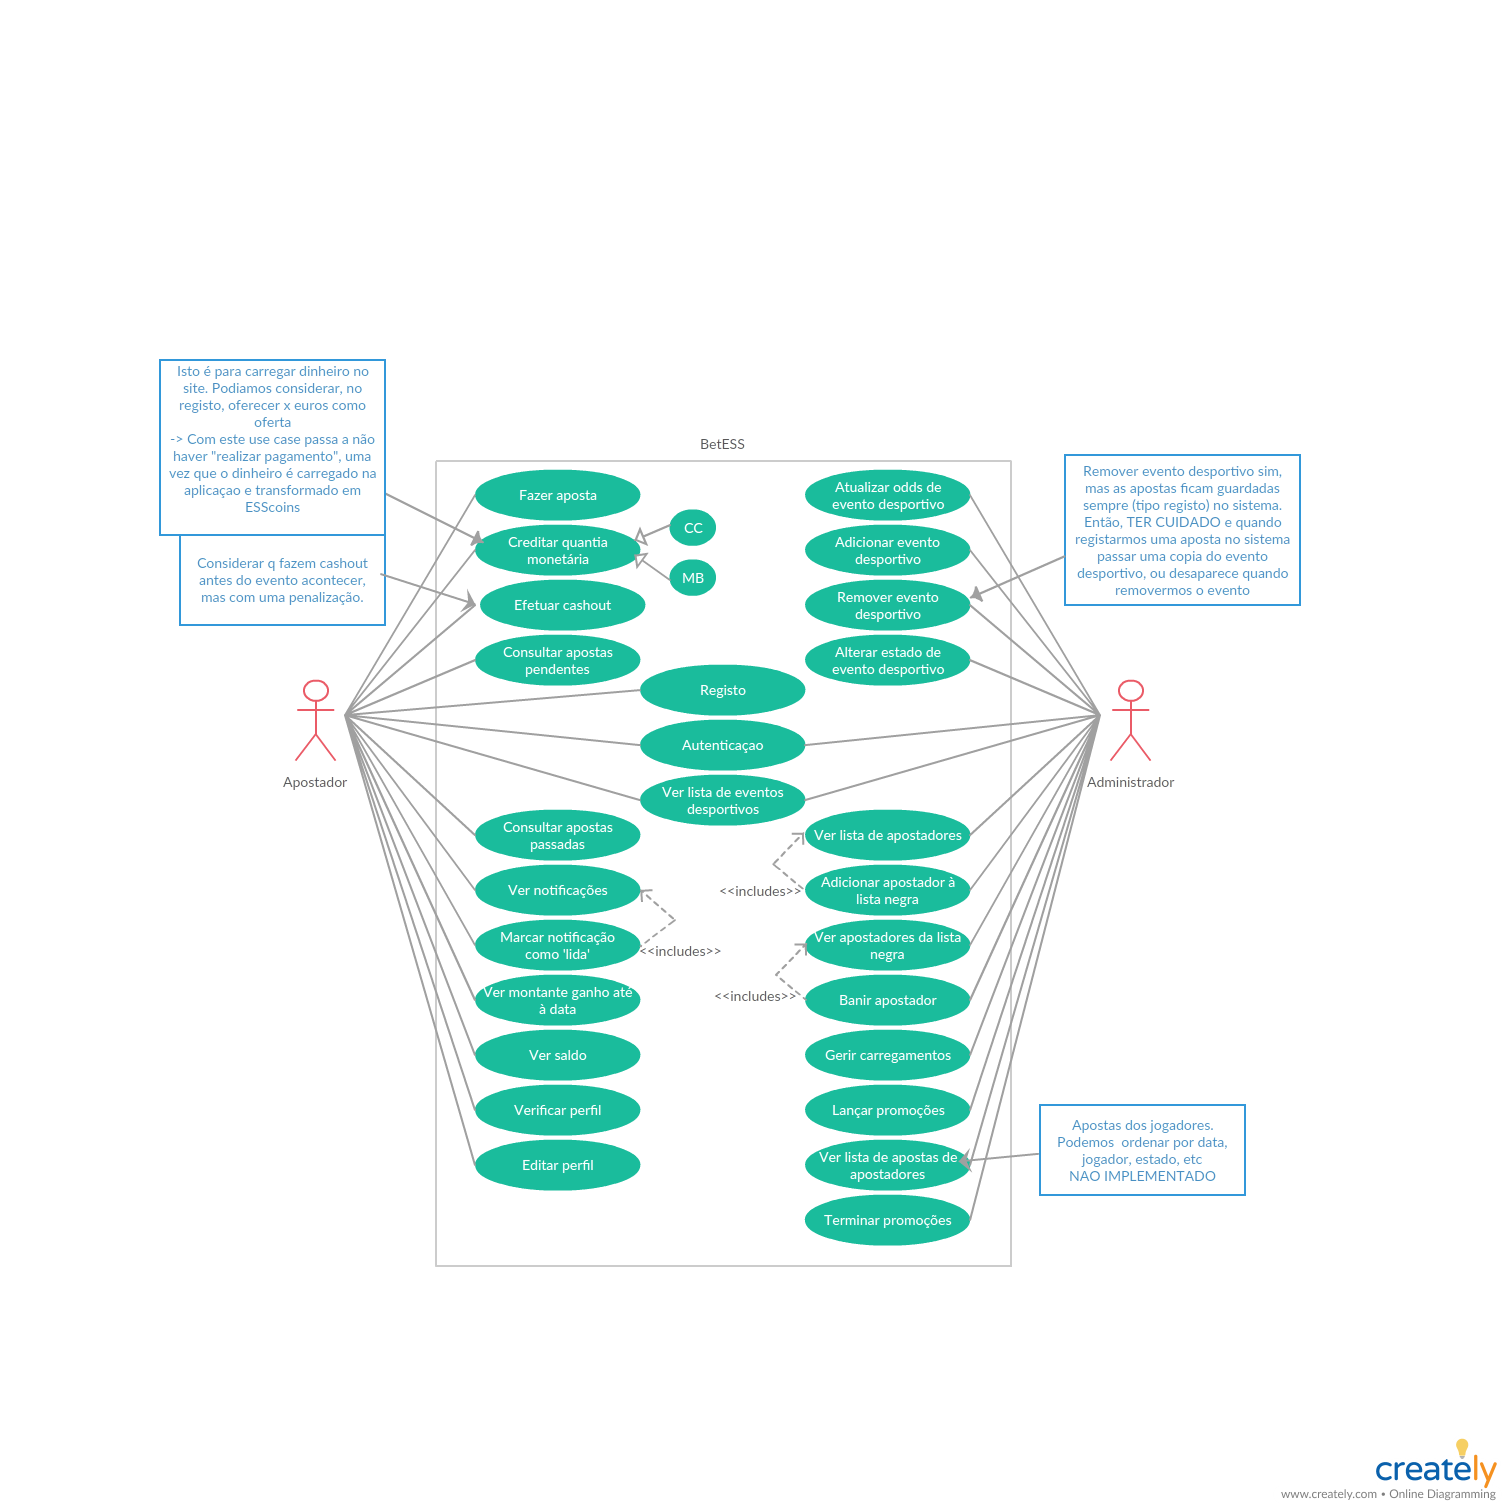 Isto é para carregar dinheiro no
site. Podiamos considerar, no
registo, oferecer x euros como
oferta
-> Com este use case passa a não
haver "realizar pagamento", uma
vez que o dinheiro é carregado na
aplicaçao e transformado em
ESScoins
Considerar q fazem cashout
antes do evento acontecer,
mas com uma penalização.
BetESS
Fazer aposta
Creditar quantia
monetária
CC
MB
Efetuar cashout
Consultar apostas
pendentes
Atualizar odds de
evento desportivo
Adicionar evento
desportivo
Remover evento
desportivo
Alterar estado de
evento desportivo
Remover evento desportivo sim,
mas as apostas ficam guardadas
sempre (tipo registo) no sistema.
Então, TER CUIDADO e quando
registarmos uma aposta no sistema
passar uma copia do evento
desportivo, ou desaparece quando
removermos o evento
Registo
Autenticaçao
Ver lista de eventos
desportivos
Apostador
Administrador
Consultar apostas
passadas
Ver notificações
Marcar notificação
como 'lida'
<<includes>>
Ver montante ganho até
à data
Ver saldo
Verificar perfil
Editar perfil
Ver lista de apostadores
<<includes>>
Adicionar apostador à
lista negra
Ver apostadores da lista
negra
<<includes>>
Banir apostador
Gerir carregamentos
Lançar promoções
Ver lista de apostas de
apostadores
Terminar promoções
Apostas dos jogadores.
Podemos  ordenar por data,
jogador, estado, etc
NAO IMPLEMENTADO
creately
www.creately.com • Online Diagramming